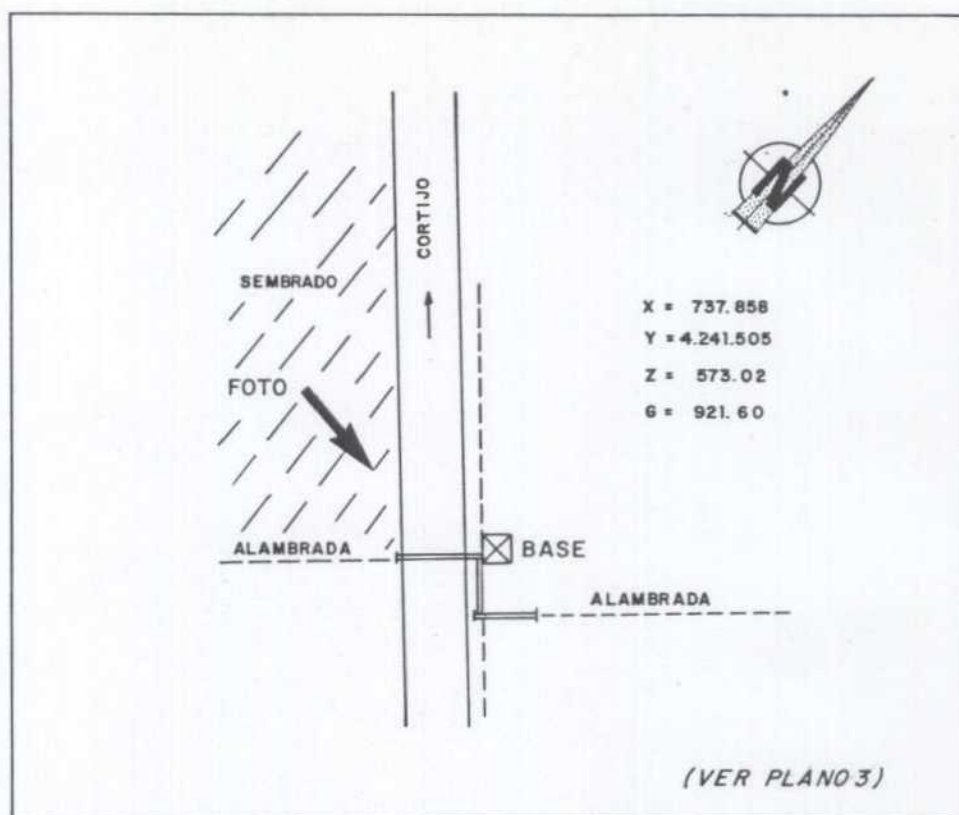 N
CORTIJO
SEMBRADO
X = 737.858
Y = 4.241.505
Z = 573.02
G = 921.60
FOTO
ALAMBRADA
BASE
ALAMBRADA
(VER PLANO 3)